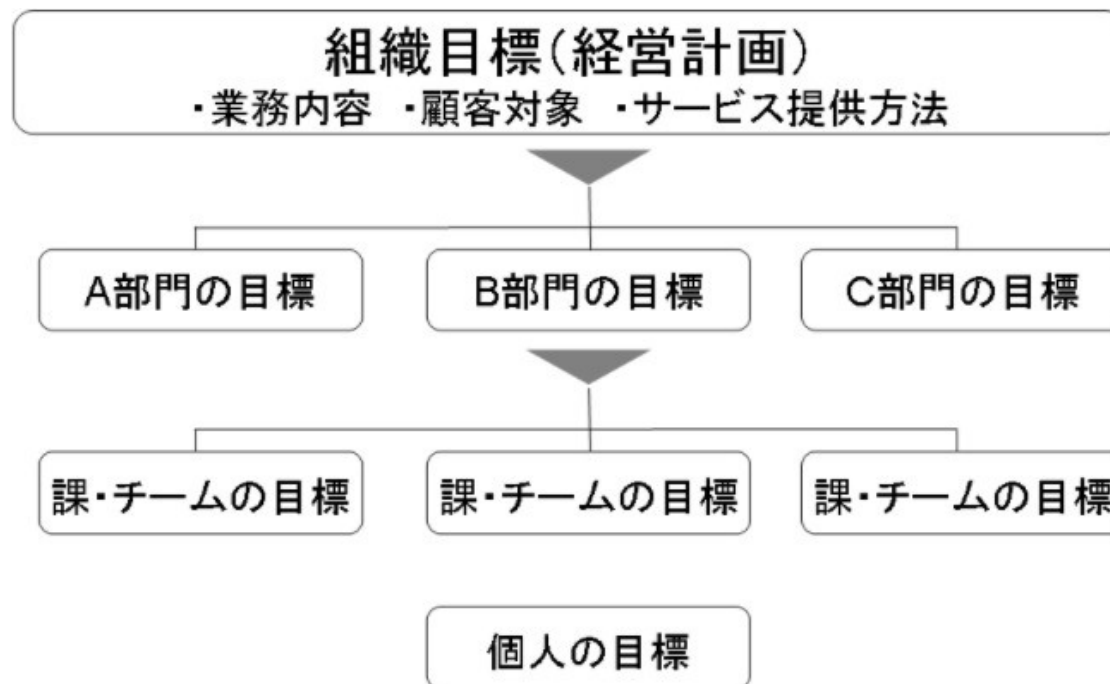 組織目標(経営計画)
・業務内容 ・顧客対象 ・サービス提供方法
A部門の目標 B部門の目標 C部門の目標
課・チームの目標 課・チームの目標 課・チームの目標
個人の目標